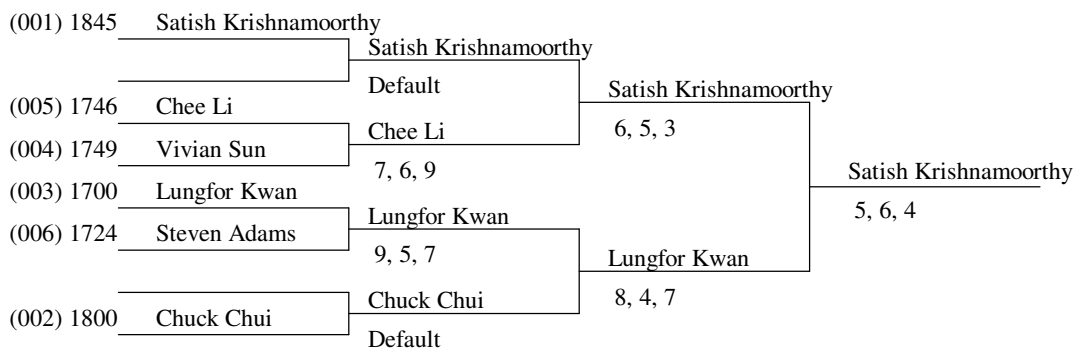 (001) 1845 Satish Krishnamoorthy
Satish Krishnamoorthy
Default
Satish Krishnamoorthy
(005) 1746 Chee Li
Chee Li
6, 5, 3
(004) 1749 Vivian Sun
7, 6, 9
Satish Krishnamoorthy
(003) 1700 Lungfor Kwan
5, 6, 4
Lungfor Kwan
(006) 1724 Steven Adams
9, 5, 7
Lungfor Kwan
8, 4, 7
Chuck Chui
(002) 1800 Chuck Chui
Default